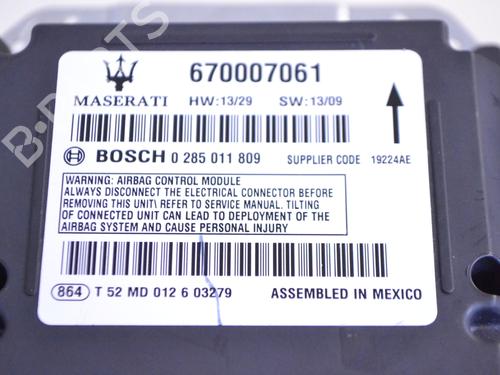 B-PARTS
670007061
MASERATI HW:13/29 SW:13/09
BOSCH 0 285 011 809 SUPPLIER CODE 19224AE
WARNING: AIRBAG CONTROL MODULE
ALWAYS DISCONNECT THE ELECTRICAL CONNECTOR BEFORE
REMOVING THIS UNIT\ REFER TO SERVICE MANUAL. TILTING
OF CONNECTED UNIT CAN LEAD TO DEPLOYMENT OF THE
AIRBAG SYSTEM AND CAUSE PERSONAL INJURY
864 T 52 MD 012 6 03279 ASSEMBLED IN MEXICO